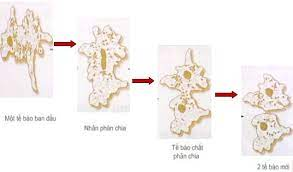 Một tế bào ban đầu
Nhân phân chia
Tế bào chất
phân chia
2 tế bào mới